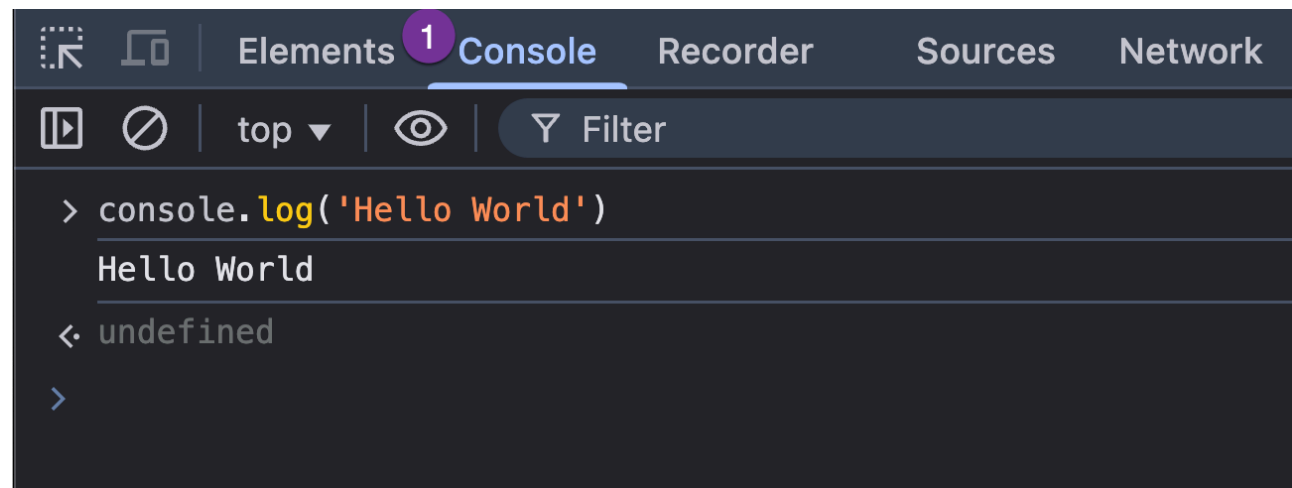 Elements 1 Console Recorder Sources Network
top Filter
> console.log('Hello World')
Hello World
undefined
>